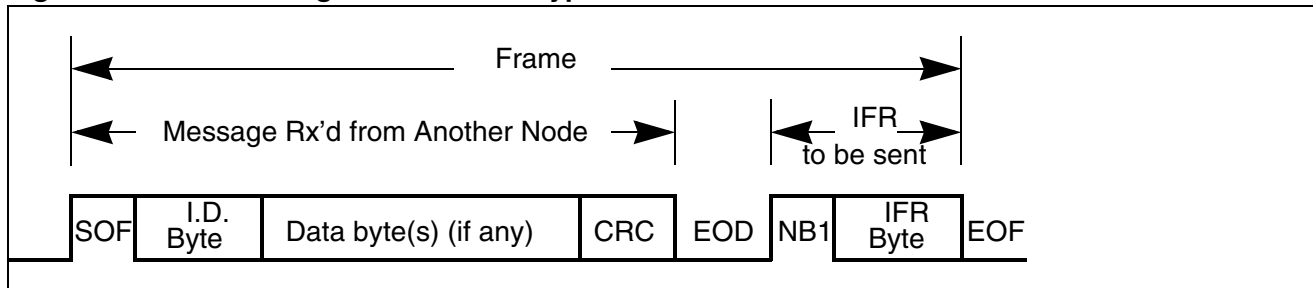 Frame
Message Rx'd from Another Node
IFR
to be sent
SOF
I.D.
Byte
Data byte(s) (if any)
CRC
EOD
NB1
IFR
Byte
EOF